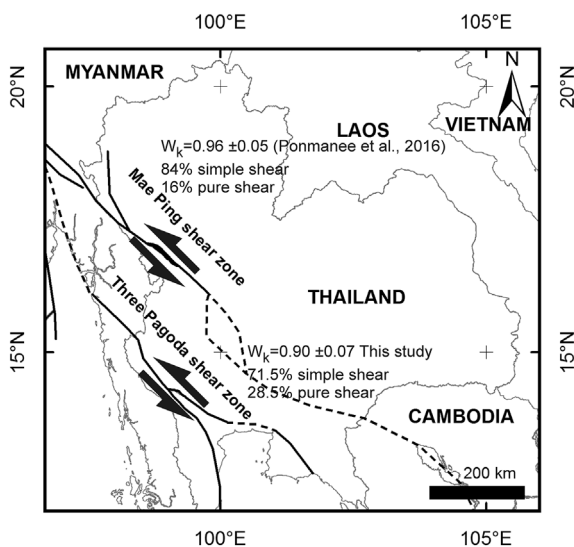 100°E
105°E
20°N
20°N
MYANMAR
N
LAOS
VIETNAM
Wk=0.96 ±0.05 (Ponmanee et al., 2016)
84% simple shear
16% pure shear
Mae Ping shear zone
THAILAND
Three Pagoda shear zone
15°N
15°N
Wk=0.90 ±0.07 This study
71.5% simple shear
28.5% pure shear
CAMBODIA
200 km
100°E
105°E